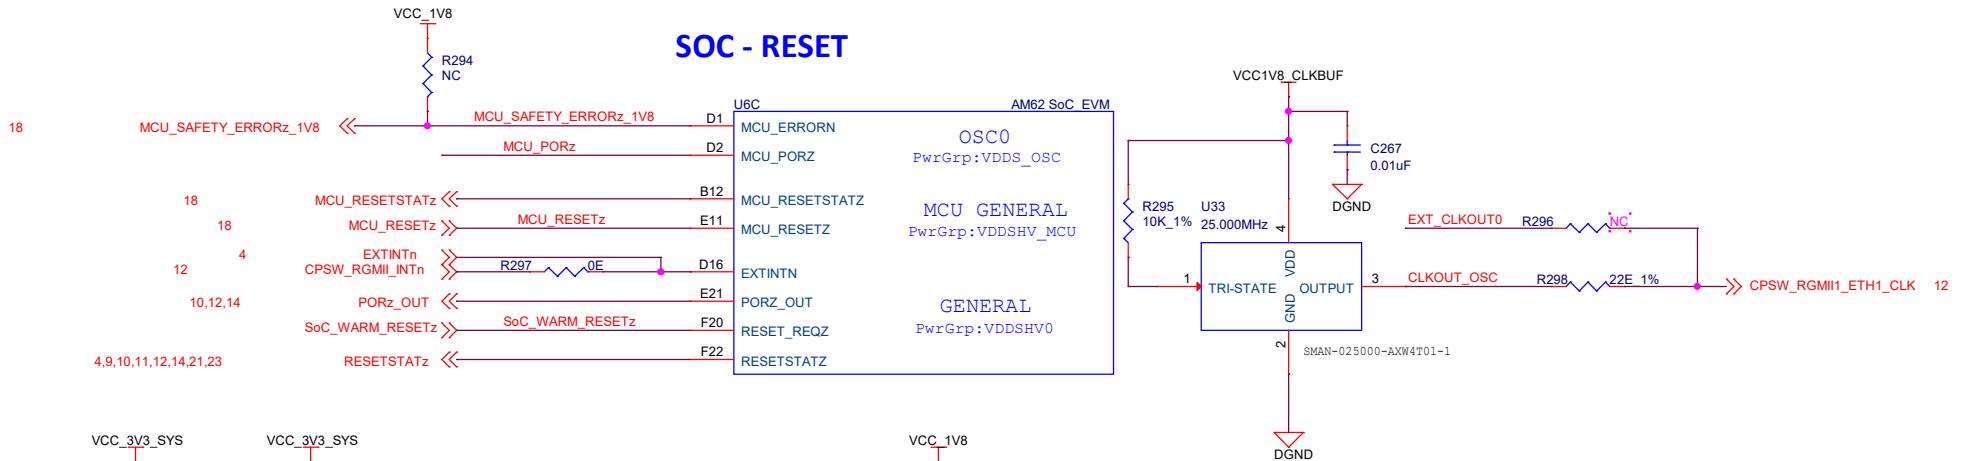 VCC_1V8
SOC - RESET
R294
NC
VCC1V8_CLKBUF
U6C
AM62 SoC_EVM
18
MCU_SAFETY_ERRORz_1V8
MCU_SAFETY_ERRORz_1V8
D1
MCU_ERRORN
OSC0
PwrGrp:VDDS_OSC
MCU_PORz
D2
MCU_PORZ
C267
0.01uF
DGND
18
MCU_RESETSTATz
B12
MCU_RESETSTATZ
MCU GENERAL
PwrGrp:VDDSHV_MCU
18
MCU_RESETz
MCU_RESETz
E11
MCU_RESETZ
R295
10K_1%
U33
25.000MHz
4
EXT_CLKOUT0
R296
NC
4
EXTINTn
12
CPSW_RGMII_INTn
R297
0E
D16
EXTINTN
1
TRI-STATE
VDD
GND
OUTPUT
3
CLKOUT_OSC
R298
22E_1%
CPSW_RGMII1_ETH1_CLK
12
10,12,14
PORz_OUT
E21
PORZ_OUT
GENERAL
PwrGrp:VDDSHV0
SoC_WARM_RESETz
SoC_WARM_RESETz
F20
RESET_REQZ
2
SMAN-025000-AXW4T01-1
4,9,10,11,12,14,21,23
RESETSTATz
F22
RESETSTATZ
VCC_3V3_SYS
VCC_3V3_SYS
VCC_1V8
DGND